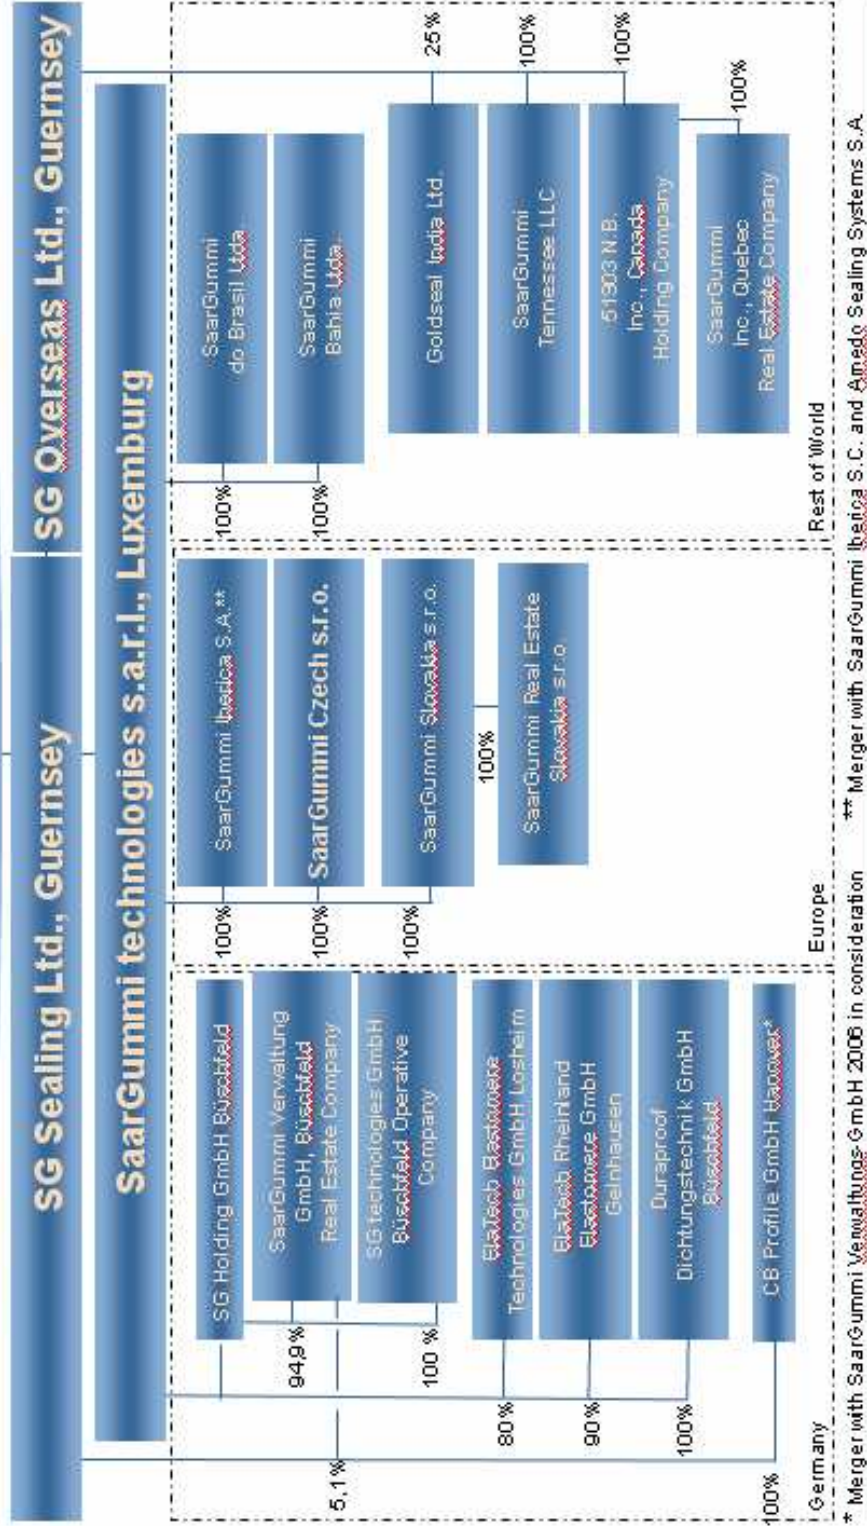 SG Sealing Ltd., Guernsey
SG Overseas Ltd., Guernsey
SaarGummi technologies s.a.r.l., Luxemburg
SG Holding GmbH Büschfeld
SaarGummi Verwaltung
GmbH, Büschfeld
Real Estate Company
94,9%
5,1%
SG technologies GmbH
Büschfeld Operative
Company
100 %
ElaTech Elastomere
Technologies GmbH Losheim
80%
ElaTech Rheinland
Elastomere GmbH
Gelnhausen
90%
Duraproof
Dichtungstechnik GmbH
Büschfeld
100%
CB Profile GmbH Hanover*
100%
Germany
SaarGummi Iberica S.A.**
100%
SaarGummi Czech s.r.o.
100%
SaarGummi Slovakia s.r.o.
100%
100%
SaarGummi Real Estate
Slovakia s.r.o.
Europe
SaarGummi
do Brasil Ltda.
100%
SaarGummi
Bahia Ltda.
100%
Goldseal India Ltd.
25%
SaarGummi
Tennessee LLC
100%
51903 N.B.
Inc., Canada
Holding Company
100%
SaarGummi
Inc., Quebec
Real Estate Company
100%
Rest of World
* Merger with SaarGummi Verwaltungs-GmbH 2006 in consideration
** Merger with SaarGummi Iberica S.C. and Amedo Sealing Systems S.A.